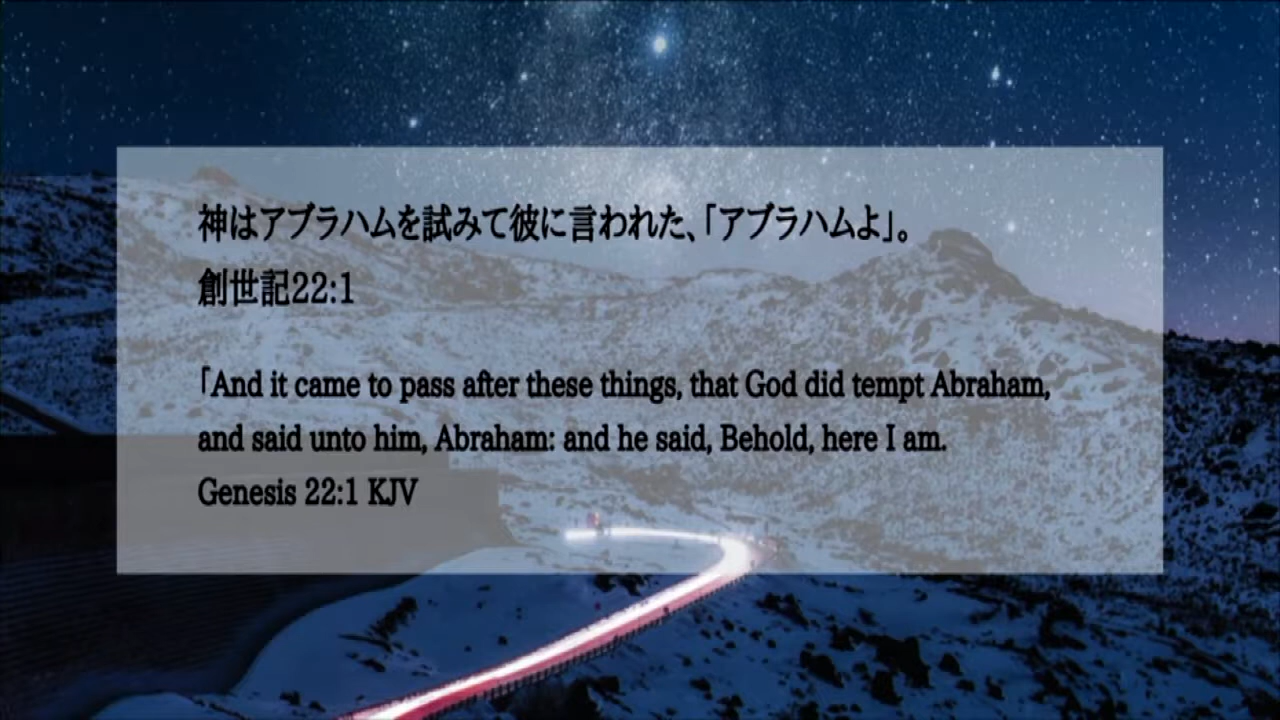 神はアブラハムを試みて彼に言われた、「アブラハムよ」。
創世記22:1
「And it came to pass after these things, that God did tempt Abraham,
and said unto him, Abraham: and he said, Behold, here I am.
Genesis 22:1 KJV